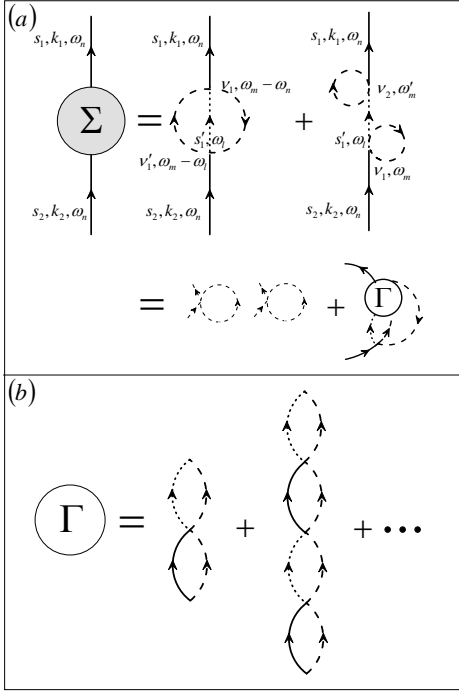 (a)
s₁, k₁, ωₙ
s₁, k₁, ωₙ
s₁, k₁, ωₙ
ν₁, ωₘ − ωₙ
ν₂, ω′ₘ
Σ
=
+
s′₁, ωₗ
s′₁, ωₗ
ν′₁, ωₘ − ωₗ
ν₁, ωₘ
s₂, k₂, ωₙ
s₂, k₂, ωₙ
s₂, k₂, ωₙ
= + Γ
(b)
Γ = + + •••